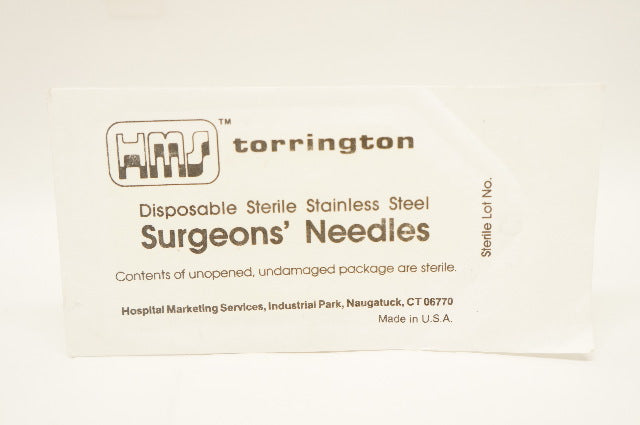 HMS™ torrington
Disposable Sterile Stainless Steel
Surgeons' Needles
Contents of unopened, undamaged package are sterile.
Hospital Marketing Services, Industrial Park, Naugatuck, CT 06770
Made in U.S.A.
Sterile Lot No.